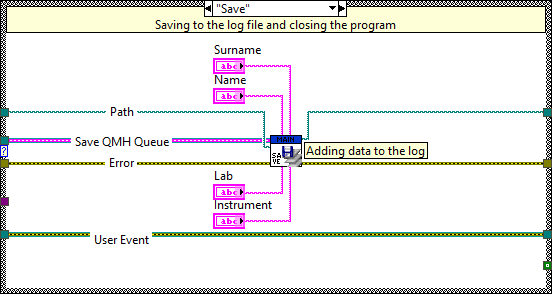 "Save"
Saving to the log file and closing the program
Surname
abc
Name
abc
Path
Save QMH Queue
MAIN
?
SA
VE
Adding data to the log
Error
Lab
abc
Instrument
abc
User Event